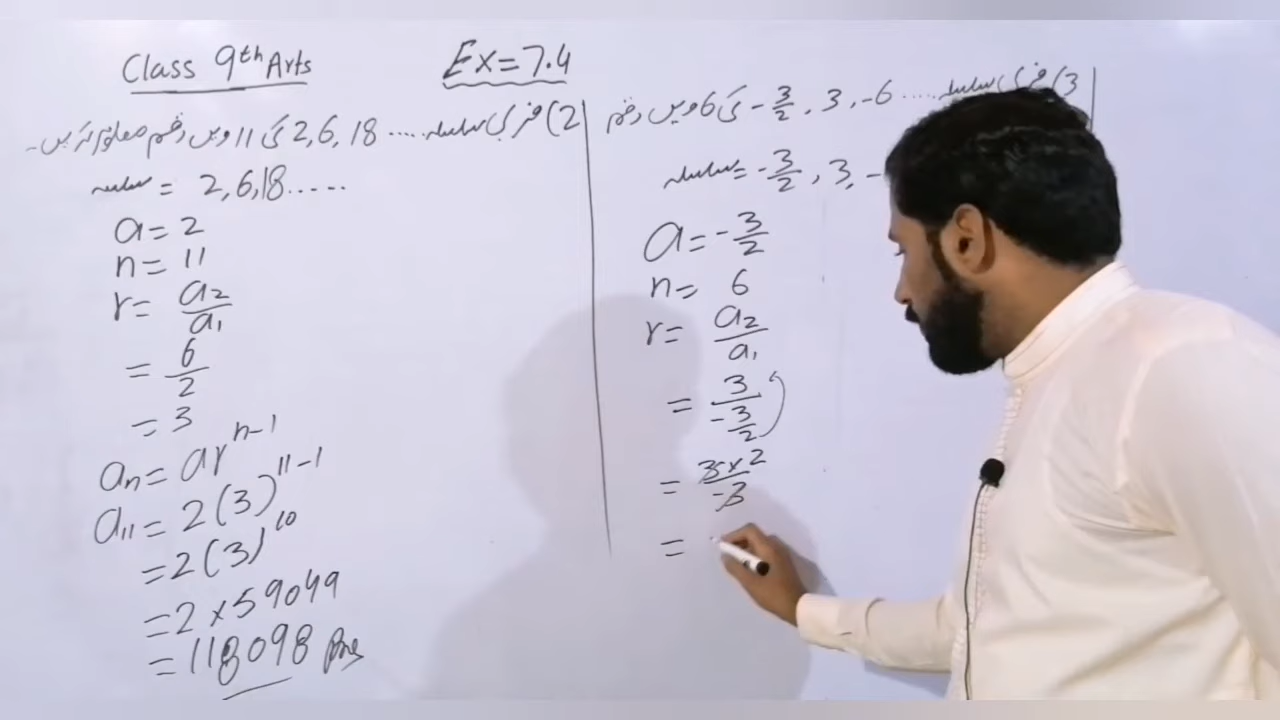 Class 9th Arts
Ex = 7.4
2) ضربی سلسلہ .... 2, 6, 18 کی 11 ویں رقم معلوم کریں۔
سلسلہ = 2, 6, 18 .....
a = 2
n = 11
r = a₂/a₁
= 6/2
= 3
aₙ = ar^(n-1)
a₁₁ = 2(3)^(11-1)
= 2(3)^10
= 2 × 59049
= 118098 Ans
3) سلسلہ .... -3/2, 3, -6 کی 6 ویں رقم
سلسلہ = -3/2, 3, -
a = -3/2
n = 6
r = a₂/a₁
= 3/(-3/2)
= 3×2/-3
=